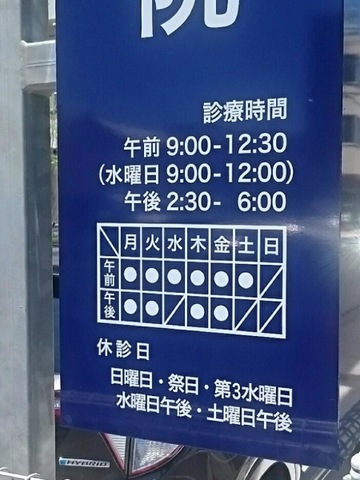 院
診療時間
午前 9:00-12:30
(水曜日 9:00-12:00)
午後 2:30- 6:00
月 火 水 木 金 土 日
午前 ● ● ● ● ● ● ／
午後 ● ● ／ ● ● ／ ／
休診日
日曜日・祭日・第3水曜日
水曜日午後・土曜日午後
HYBRID